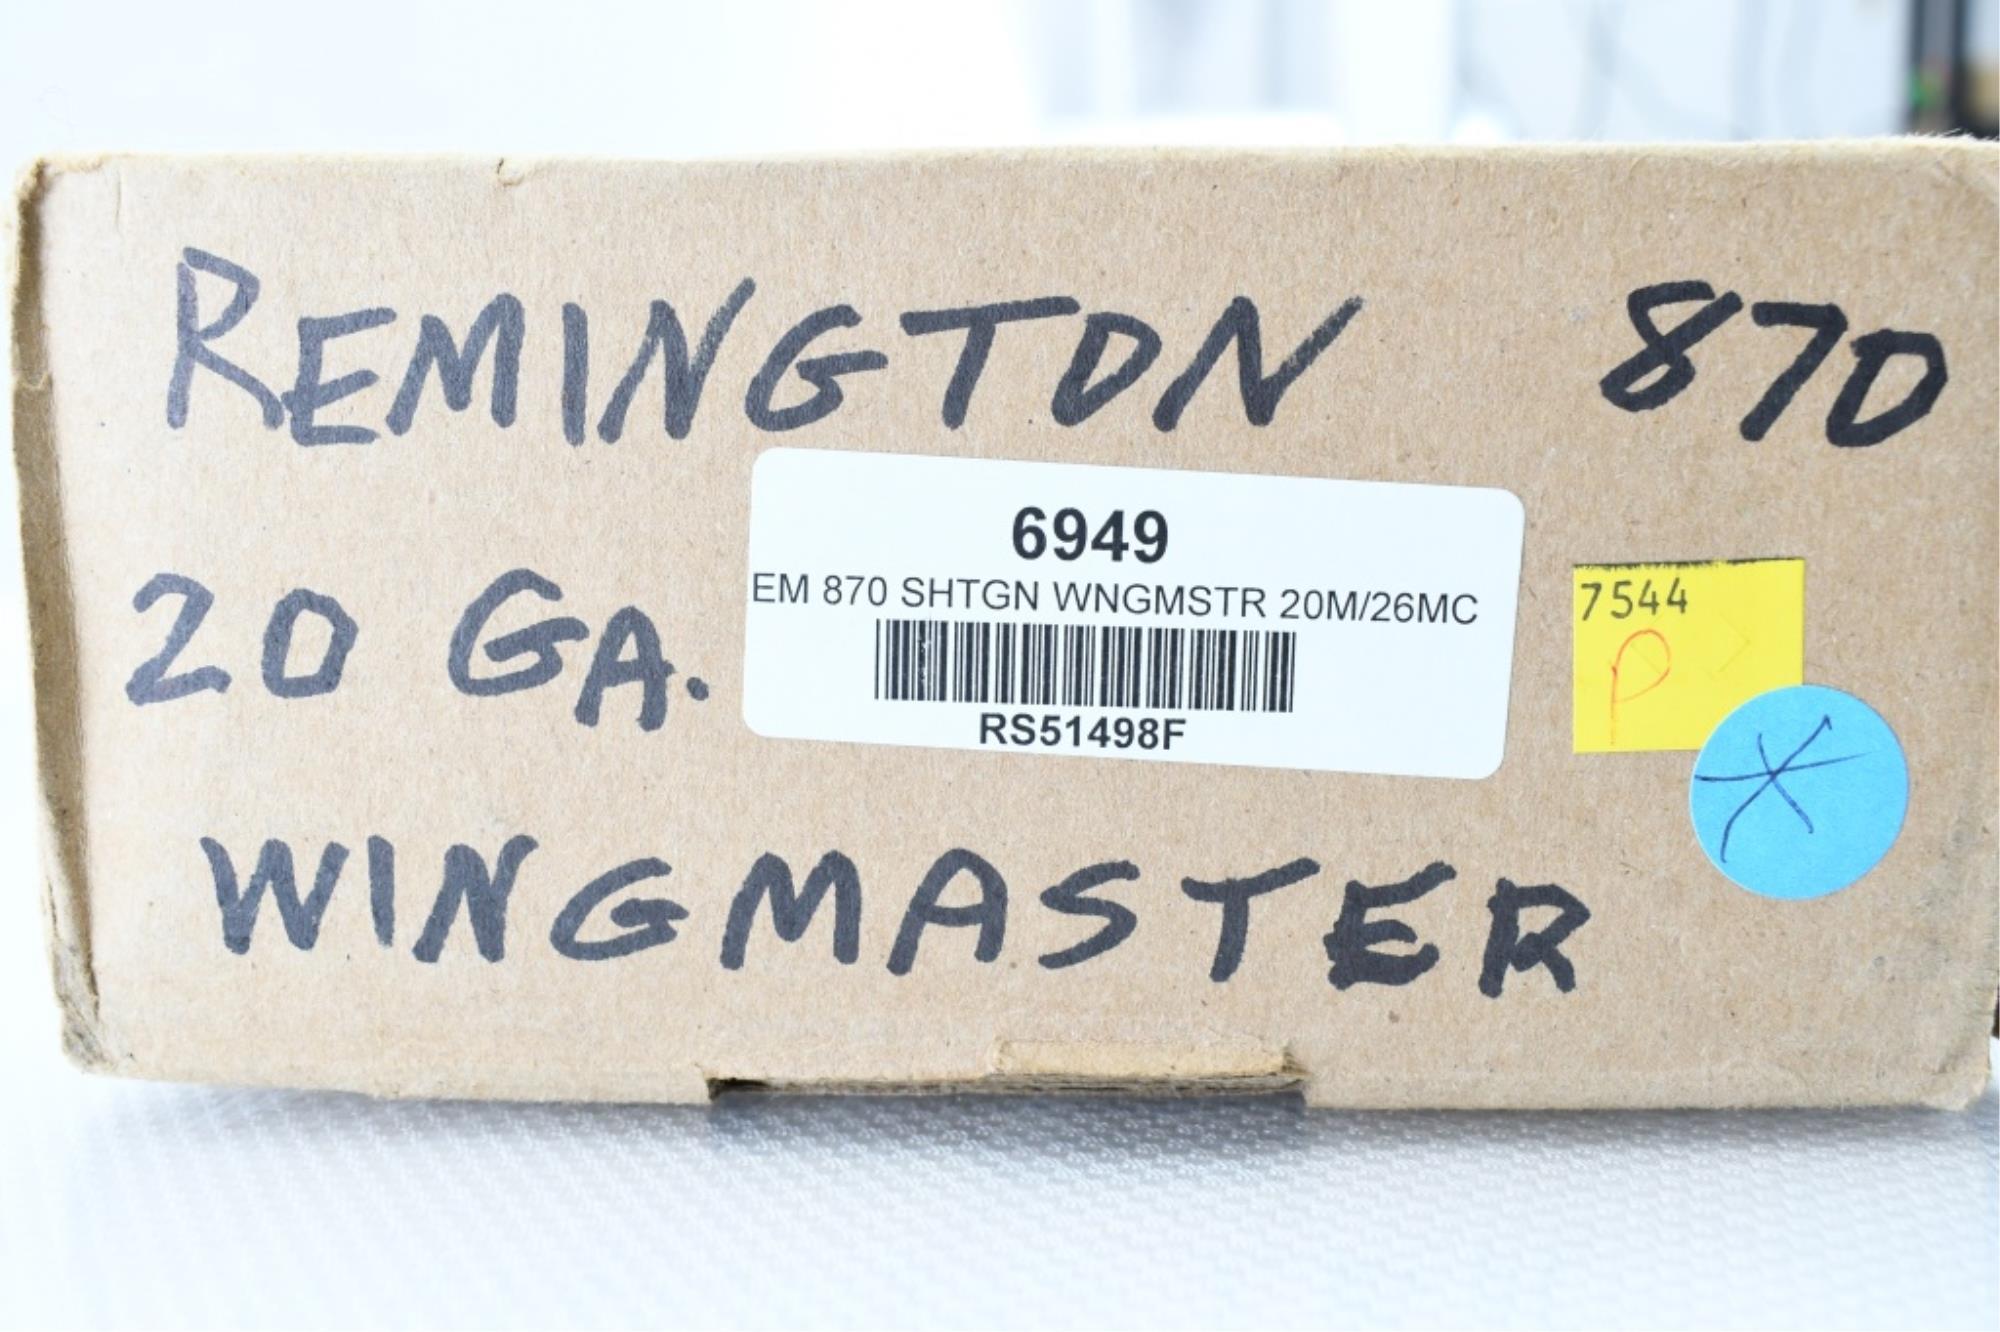 REMINGTON 870
6949
EM 870 SHTGN WNGMSTR 20M/26MC
RS51498F
20 GA.
7544
P
WINGMASTER